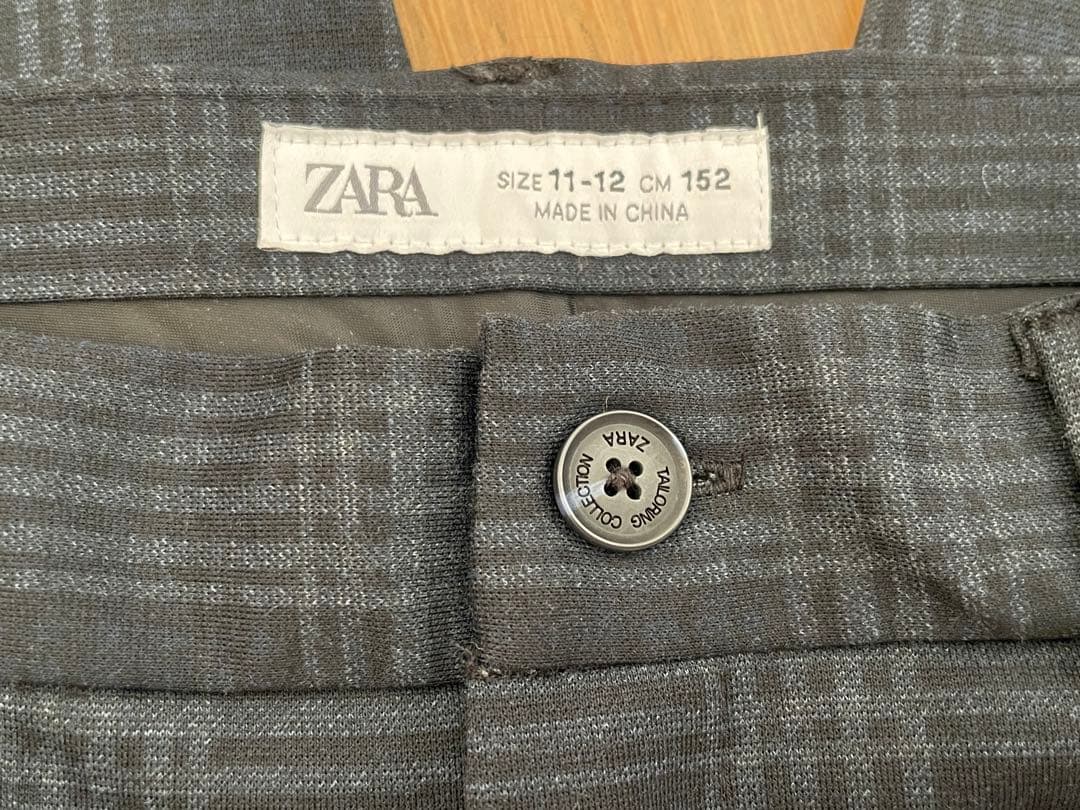 ZARA
SIZE 11-12 CM 152
MADE IN CHINA
ZARA
TAILORING COLLECTION